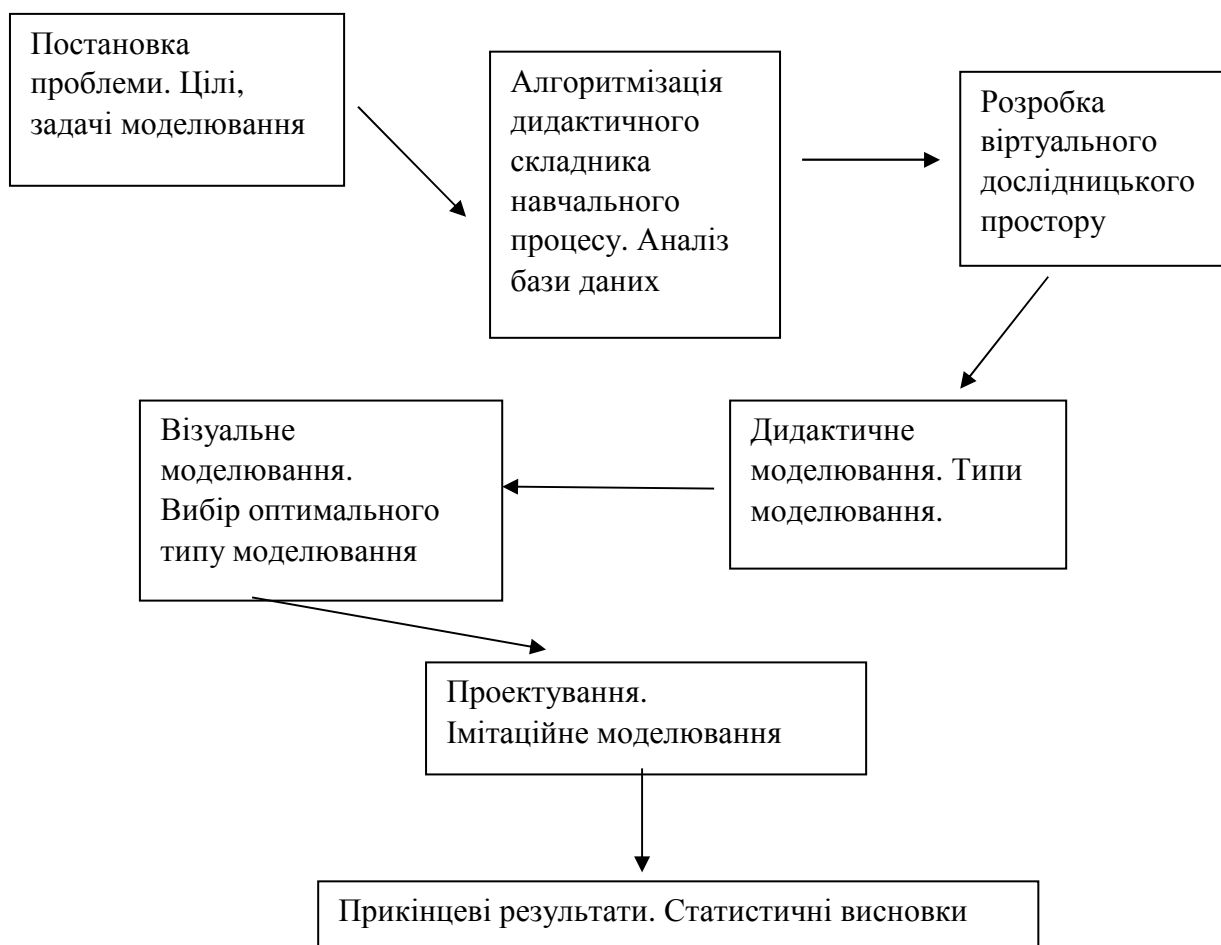 Постановка
проблеми. Цілі,
задачі моделювання
Алгоритмізація
дидактичного
складника
навчального
процесу. Аналіз
бази даних
Розробка
віртуального
дослідницького
простору
Дидактичне
моделювання. Типи
моделювання.
Візуальне
моделювання.
Вибір оптимального
типу моделювання
Проектування.
Імітаційне моделювання
Прикінцеві результати. Статистичні висновки